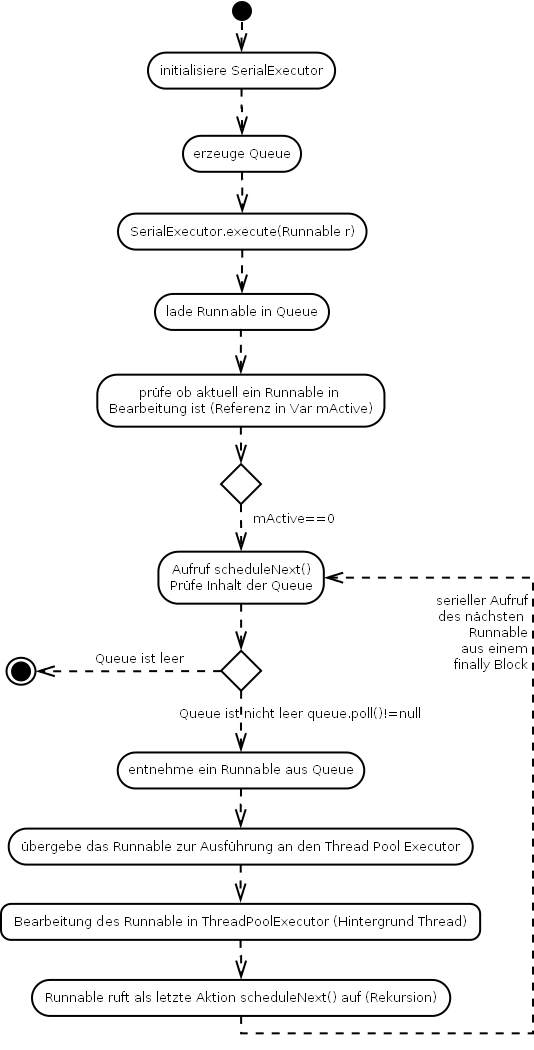 initialisiere SerialExecutor
erzeuge Queue
SerialExecutor.execute(Runnable r)
lade Runnable in Queue
prüfe ob aktuell ein Runnable in
Bearbeitung ist (Referenz in Var mActive)
mActive==0
Aufruf scheduleNext()
Prüfe Inhalt der Queue
serieller Aufruf
des nächsten
Runnable
aus einem
finally Block
Queue ist leer
Queue ist nicht leer queue.poll()!=null
entnehme ein Runnable aus Queue
übergebe das Runnable zur Ausführung an den Thread Pool Executor
Bearbeitung des Runnable in ThreadPoolExecutor (Hintergrund Thread)
Runnable ruft als letzte Aktion scheduleNext() auf (Rekursion)